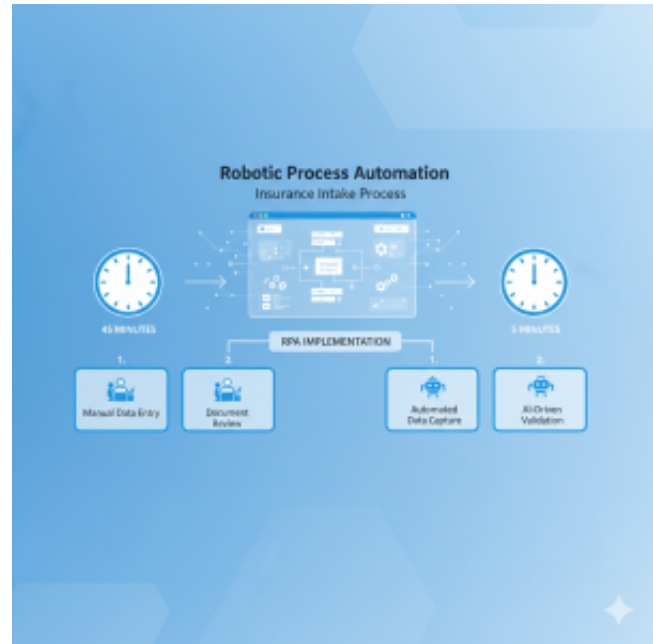 Robotic Process Automation
Insurance Intake Process
45 MINUTES
5 MINUTES
RPA IMPLEMENTATION
1.
2.
1.
2.
Manual Data Entry
Document
Review
Automated
Data Capture
AI-Driven
Validation